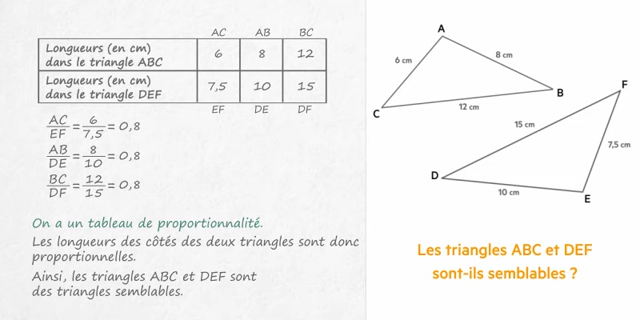 AC AB BC
Longueurs (en cm)
dans le triangle ABC 6 8 12
Longueurs (en cm)
dans le triangle DEF 7,5 10 15
EF DE DF
AC/EF = 6/7,5 = 0,8
AB/DE = 8/10 = 0,8
BC/DF = 12/15 = 0,8
On a un tableau de proportionnalité.
Les longueurs des côtés des deux triangles sont donc
proportionnelles.
Ainsi, les triangles ABC et DEF sont
des triangles semblables.
A
6 cm
8 cm
B
C
12 cm
F
15 cm
7,5 cm
D
10 cm
E
Les triangles ABC et DEF
sont-ils semblables ?